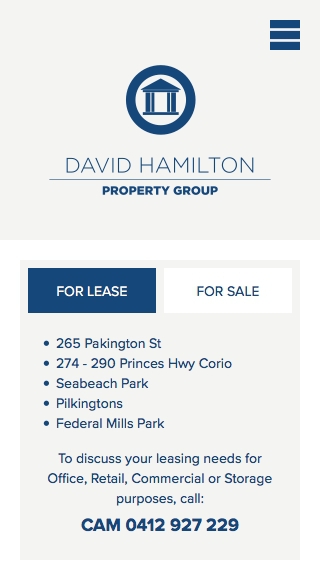 DAVID HAMILTON
PROPERTY GROUP
FOR LEASE
FOR SALE
265 Pakington St
274 - 290 Princes Hwy Corio
Seabeach Park
Pilkingtons
Federal Mills Park
To discuss your leasing needs for
Office, Retail, Commercial or Storage
purposes, call:
CAM 0412 927 229